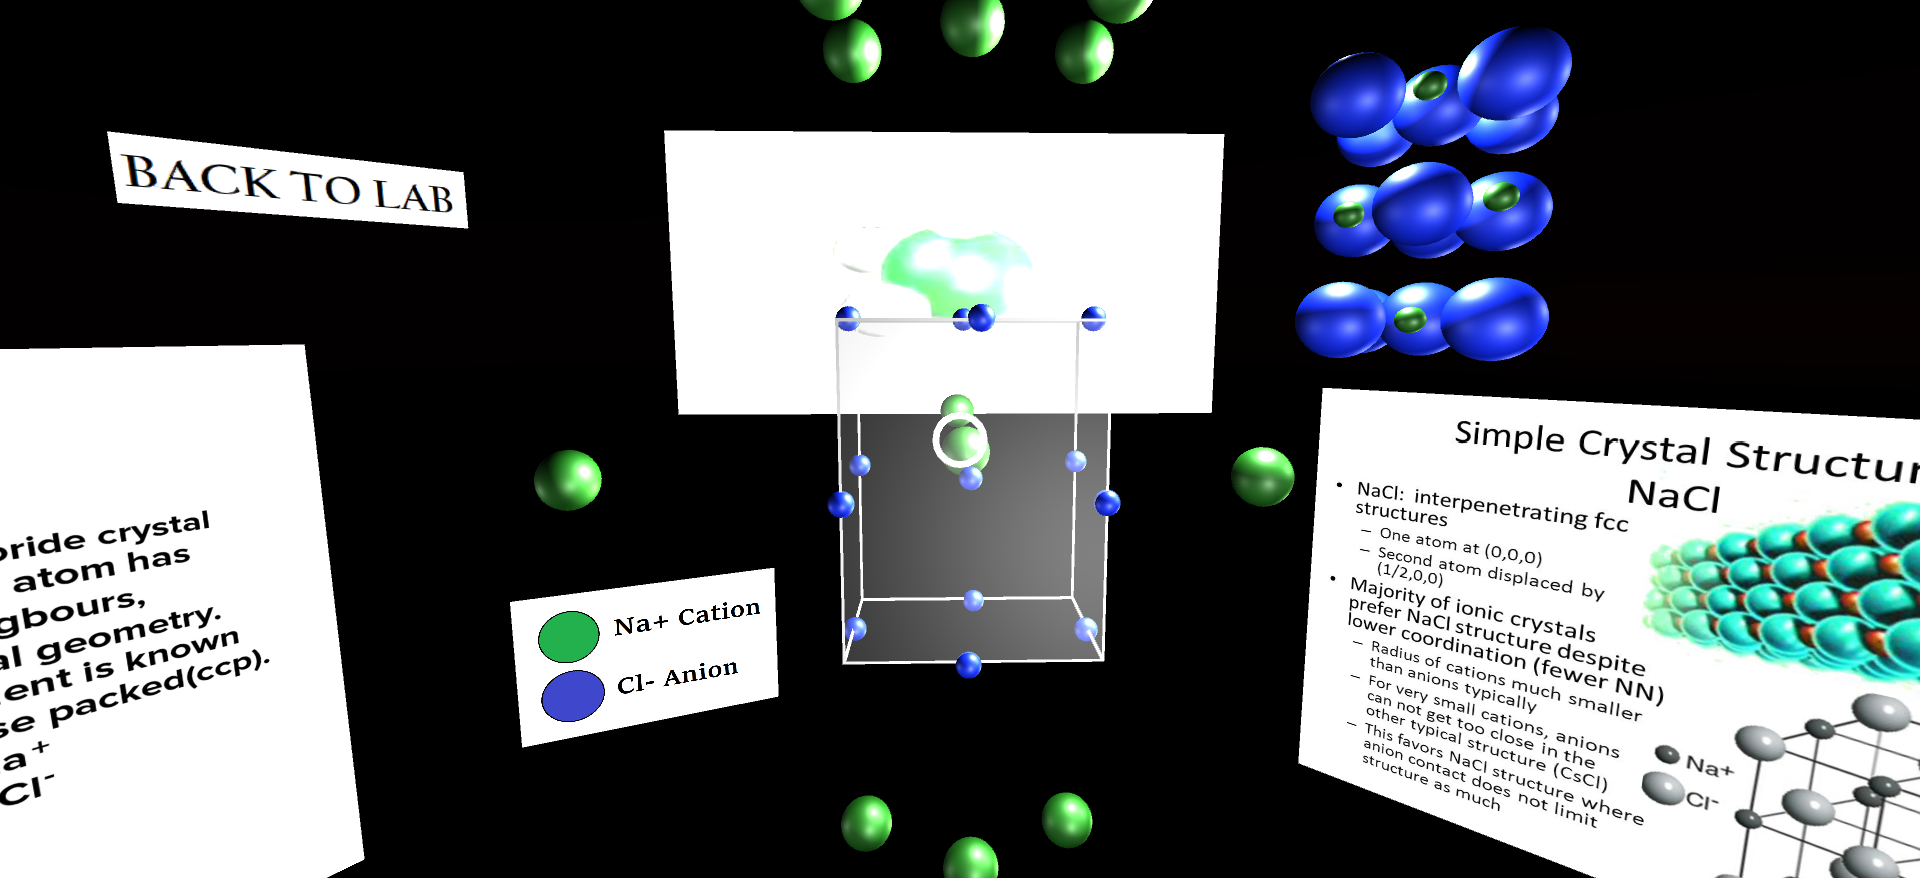 BACK TO LAB
oride crystal
atom has
gbours,
al geometry.
ent is known
se packed(ccp).
a⁺
Cl⁻
Na+ Cation
Cl- Anion
Simple Crystal Structur
NaCl
• NaCl: interpenetrating fcc
structures
– One atom at (0,0,0)
– Second atom displaced by
(1/2,0,0)
• Majority of ionic crystals
prefer NaCl structure despite
lower coordination (fewer NN)
– Radius of cations much smaller
than anions typically
– For very small cations, anions
can not get too close in the
other typical structure (CsCl)
– This favors NaCl structure where
anion contact does not limit
structure as much
Na⁺
Cl⁻